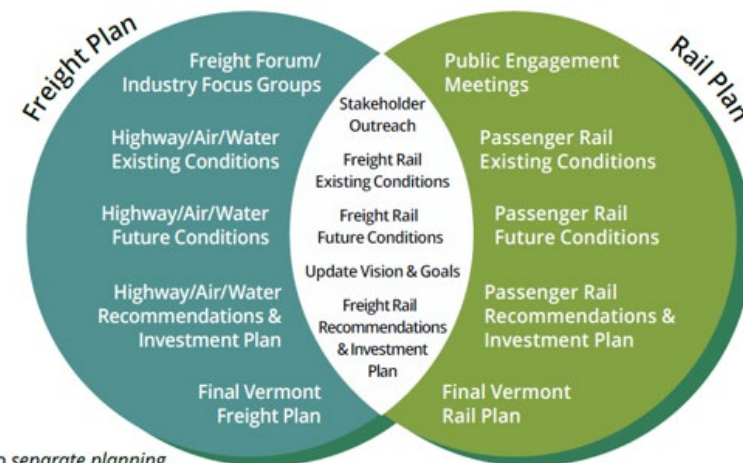 Freight Plan
Freight Forum/
Industry Focus Groups
Highway/Air/Water
Existing Conditions
Highway/Air/Water
Future Conditions
Highway/Air/Water
Recommendations &
Investment Plan
Final Vermont
Freight Plan
Stakeholder
Outreach
Freight Rail
Existing Conditions
Freight Rail
Future Conditions
Update Vision & Goals
Freight Rail
Recommendations
& Investment
Plan
Rail Plan
Public Engagement
Meetings
Passenger Rail
Existing Conditions
Passenger Rail
Future Conditions
Passenger Rail
Recommendations &
Investment Plan
Final Vermont
Rail Plan
separate planning